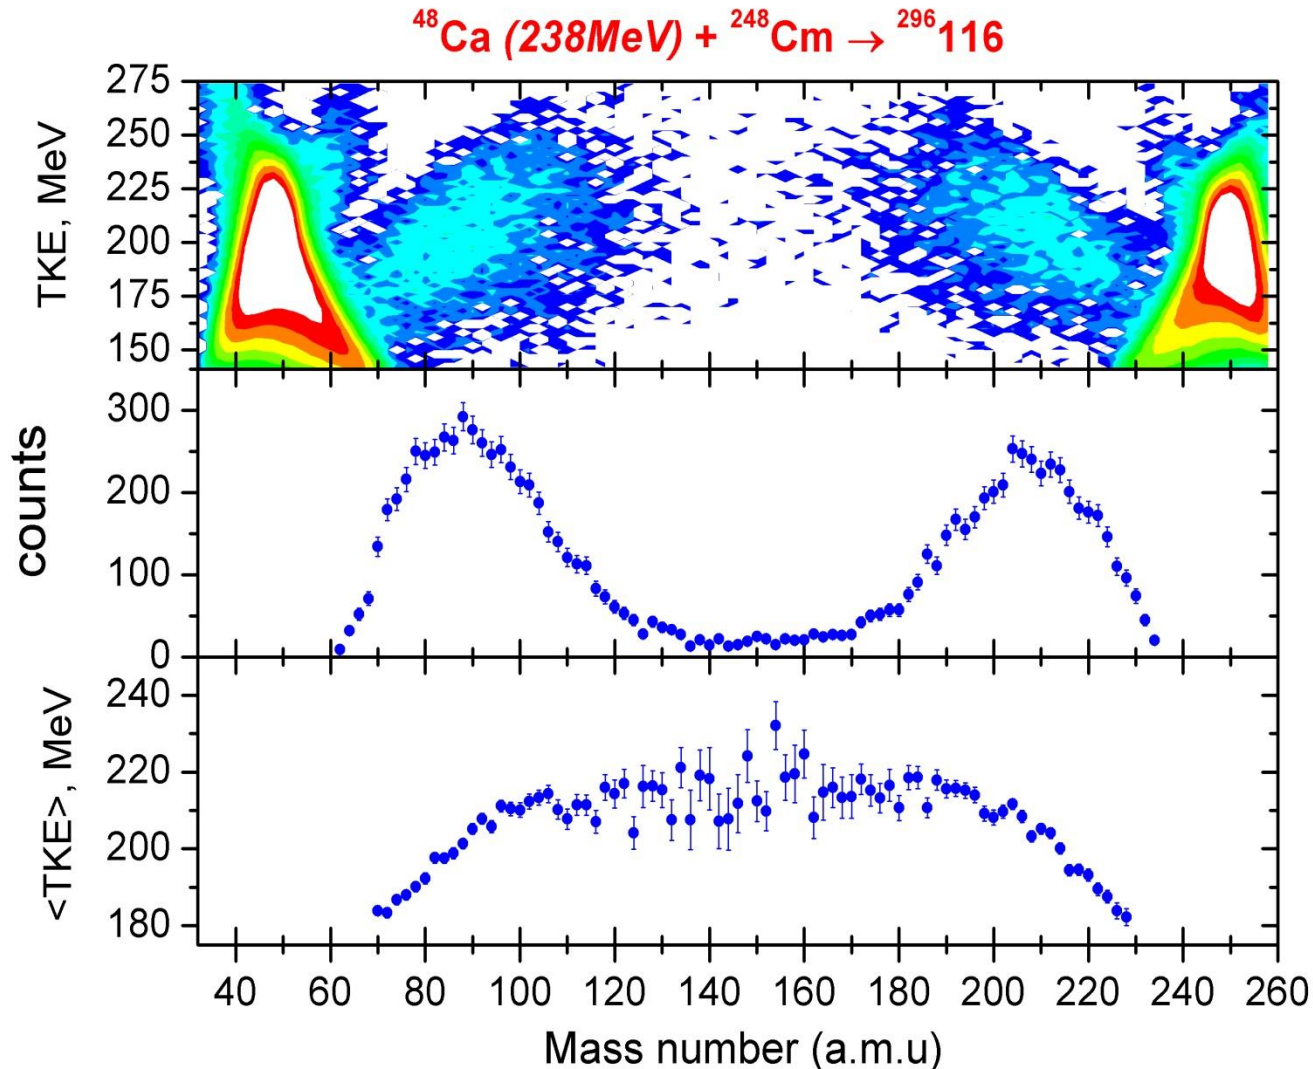 ⁴⁸Ca (238MeV) + ²⁴⁸Cm → ²⁹⁶116
TKE, MeV
275
250
225
200
175
150
counts
300
200
100
0
<TKE>, MeV
240
220
200
180
40 60 80 100 120 140 160 180 200 220 240 260
Mass number (a.m.u)